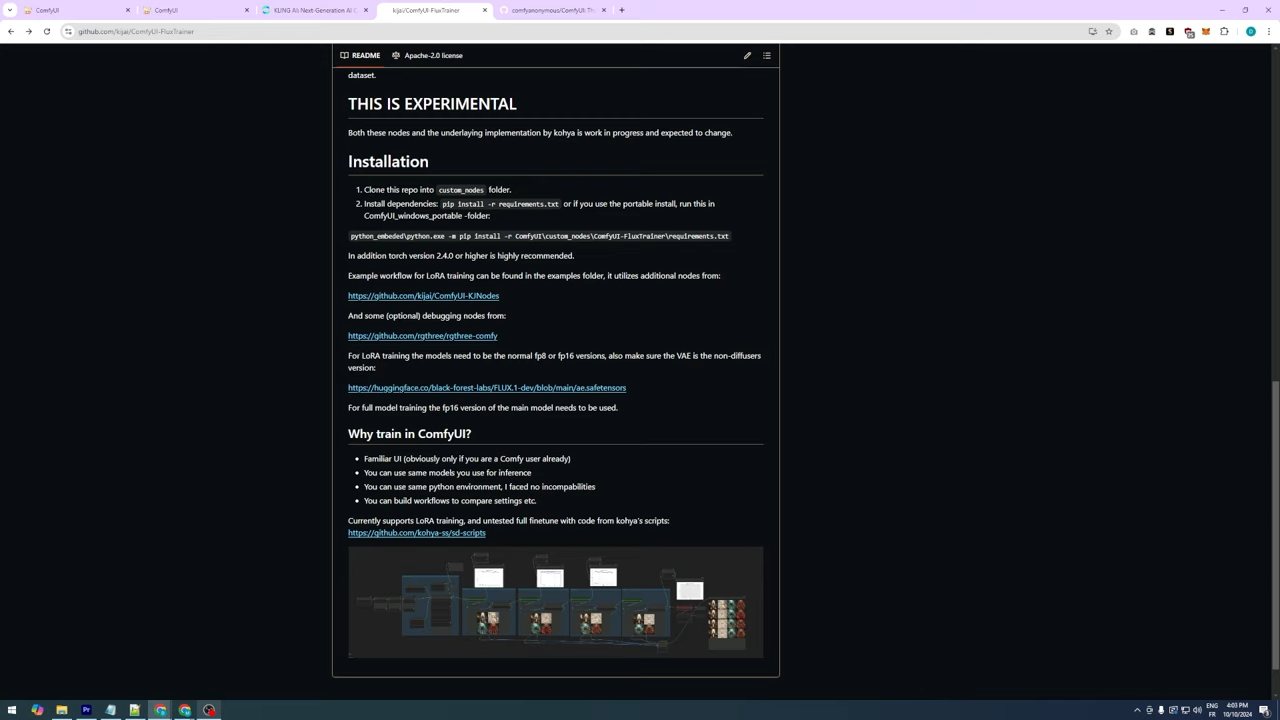 ComfyUI
ComfyUI
KLING AI: Next-Generation AI C
kijai/ComfyUI-FluxTrainer
comfyanonymous/ComfyUI: Th
github.com/kijai/ComfyUI-FluxTrainer
README
Apache-2.0 license
dataset.
THIS IS EXPERIMENTAL
Both these nodes and the underlaying implementation by kohya is work in progress and expected to change.
Installation
1. Clone this repo into custom_nodes folder.
2. Install dependencies: pip install -r requirements.txt or if you use the portable install, run this in
ComfyUI_windows_portable -folder:
python_embeded\python.exe -m pip install -r ComfyUI\custom_nodes\ComfyUI-FluxTrainer\requirements.txt
In addition torch version 2.4.0 or higher is highly recommended.
Example workflow for LoRA training can be found in the examples folder, it utilizes additional nodes from:
https://github.com/kijai/ComfyUI-KJNodes
And some (optional) debugging nodes from:
https://github.com/rgthree/rgthree-comfy
For LoRA training the models need to be the normal fp8 or fp16 versions, also make sure the VAE is the non-diffusers
version:
https://huggingface.co/black-forest-labs/FLUX.1-dev/blob/main/ae.safetensors
For full model training the fp16 version of the main model needs to be used.
Why train in ComfyUI?
• Familiar UI (obviously only if you are a Comfy user already)
• You can use same models you use for inference
• You can use same python environment, I faced no incompabilities
• You can build workflows to compare settings etc.
Currently supports LoRA training, and untested full finetune with code from kohya's scripts:
https://github.com/kohya-ss/sd-scripts
ENG
FR
4:03 PM
10/10/2024